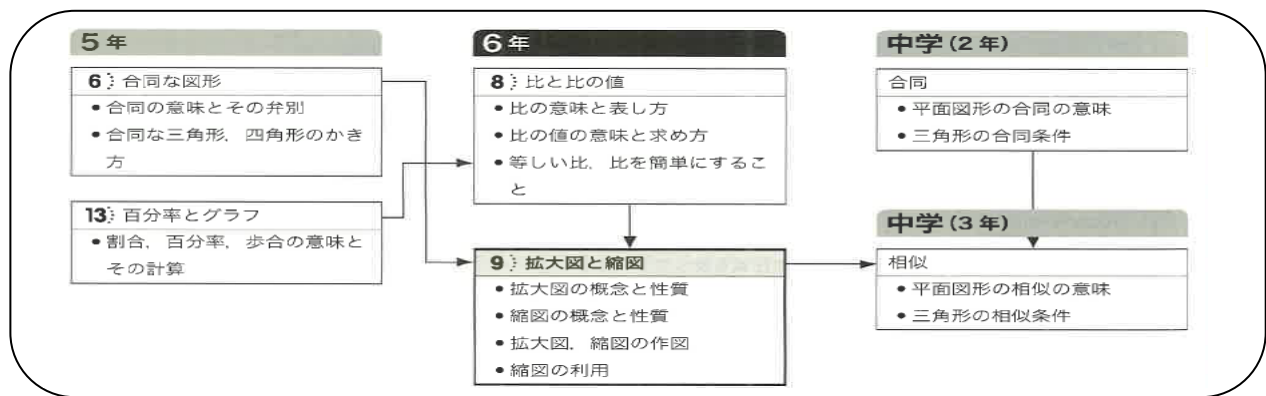 5年
6 合同な図形
• 合同の意味とその弁別
• 合同な三角形，四角形のかき
方
13 百分率とグラフ
• 割合，百分率，歩合の意味と
その計算
6年
8 比と比の値
• 比の意味と表し方
• 比の値の意味と求め方
• 等しい比，比を簡単にするこ
と
9 拡大図と縮図
• 拡大図の概念と性質
• 縮図の概念と性質
• 拡大図，縮図の作図
• 縮図の利用
中学(2年)
合同
• 平面図形の合同の意味
• 三角形の合同条件
中学(3年)
相似
• 平面図形の相似の意味
• 三角形の相似条件